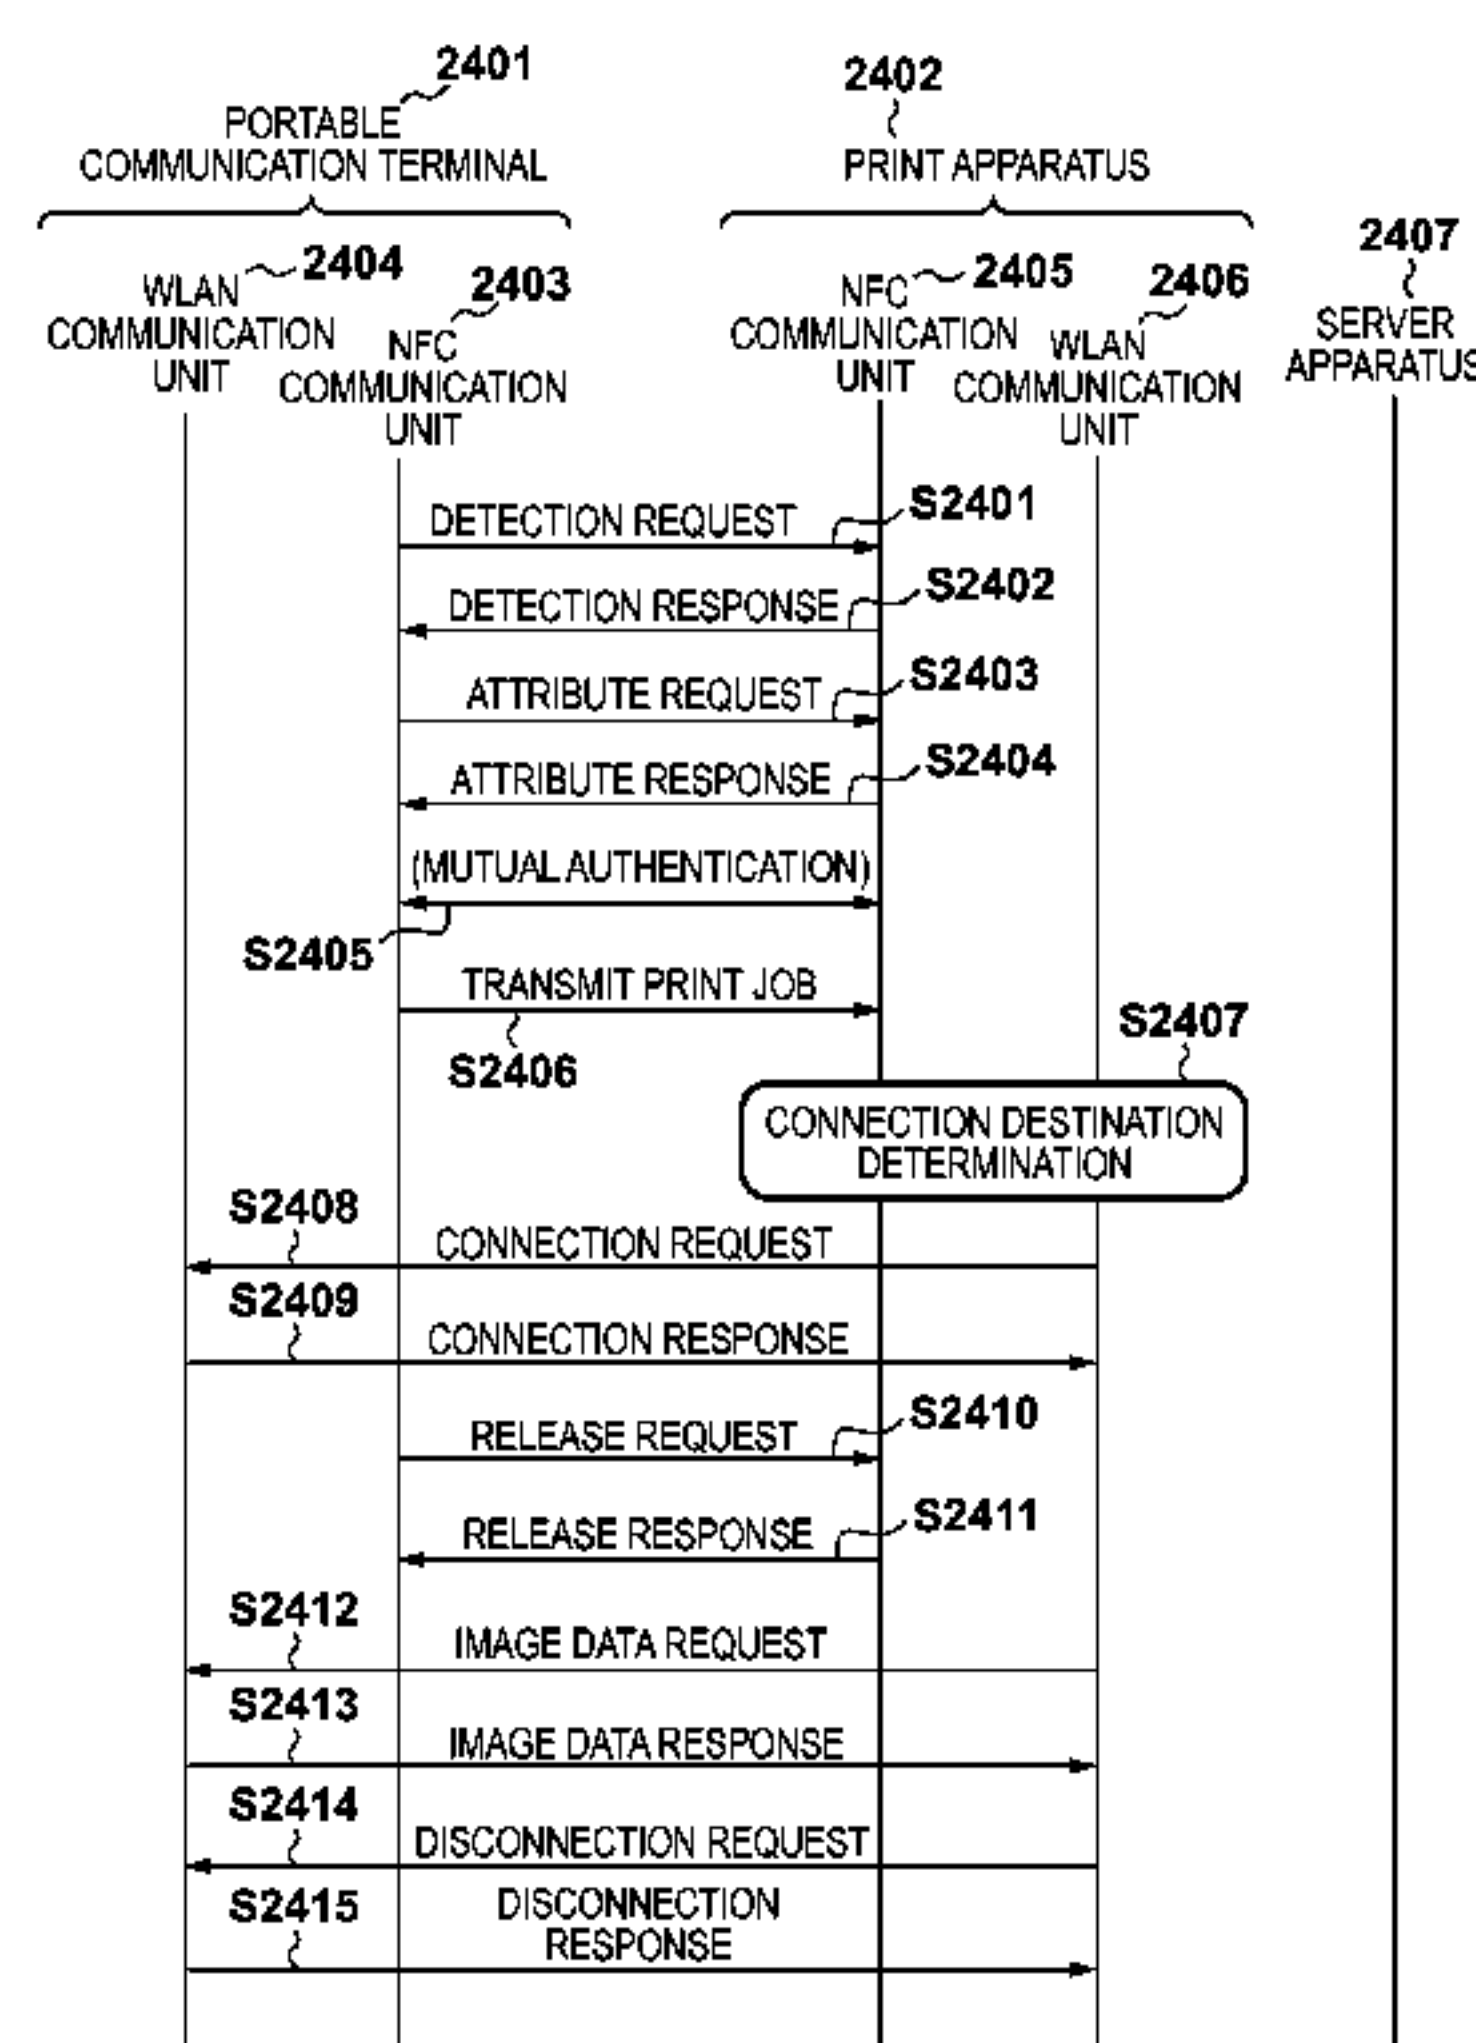 2401
PORTABLE
COMMUNICATION TERMINAL
2402
PRINT APPARATUS
2404
WLAN
COMMUNICATION
UNIT
2403
NFC
COMMUNICATION
UNIT
2405
NFC
COMMUNICATION
UNIT
2406
WLAN
COMMUNICATION
UNIT
2407
SERVER
APPARATUS
DETECTION REQUEST
S2401
DETECTION RESPONSE
S2402
ATTRIBUTE REQUEST
S2403
ATTRIBUTE RESPONSE
S2404
(MUTUAL AUTHENTICATION)
S2405
TRANSMIT PRINT JOB
S2406
S2407
CONNECTION DESTINATION
DETERMINATION
S2408
CONNECTION REQUEST
S2409
CONNECTION RESPONSE
RELEASE REQUEST
S2410
RELEASE RESPONSE
S2411
S2412
IMAGE DATA REQUEST
S2413
IMAGE DATA RESPONSE
S2414
DISCONNECTION REQUEST
S2415
DISCONNECTION
RESPONSE